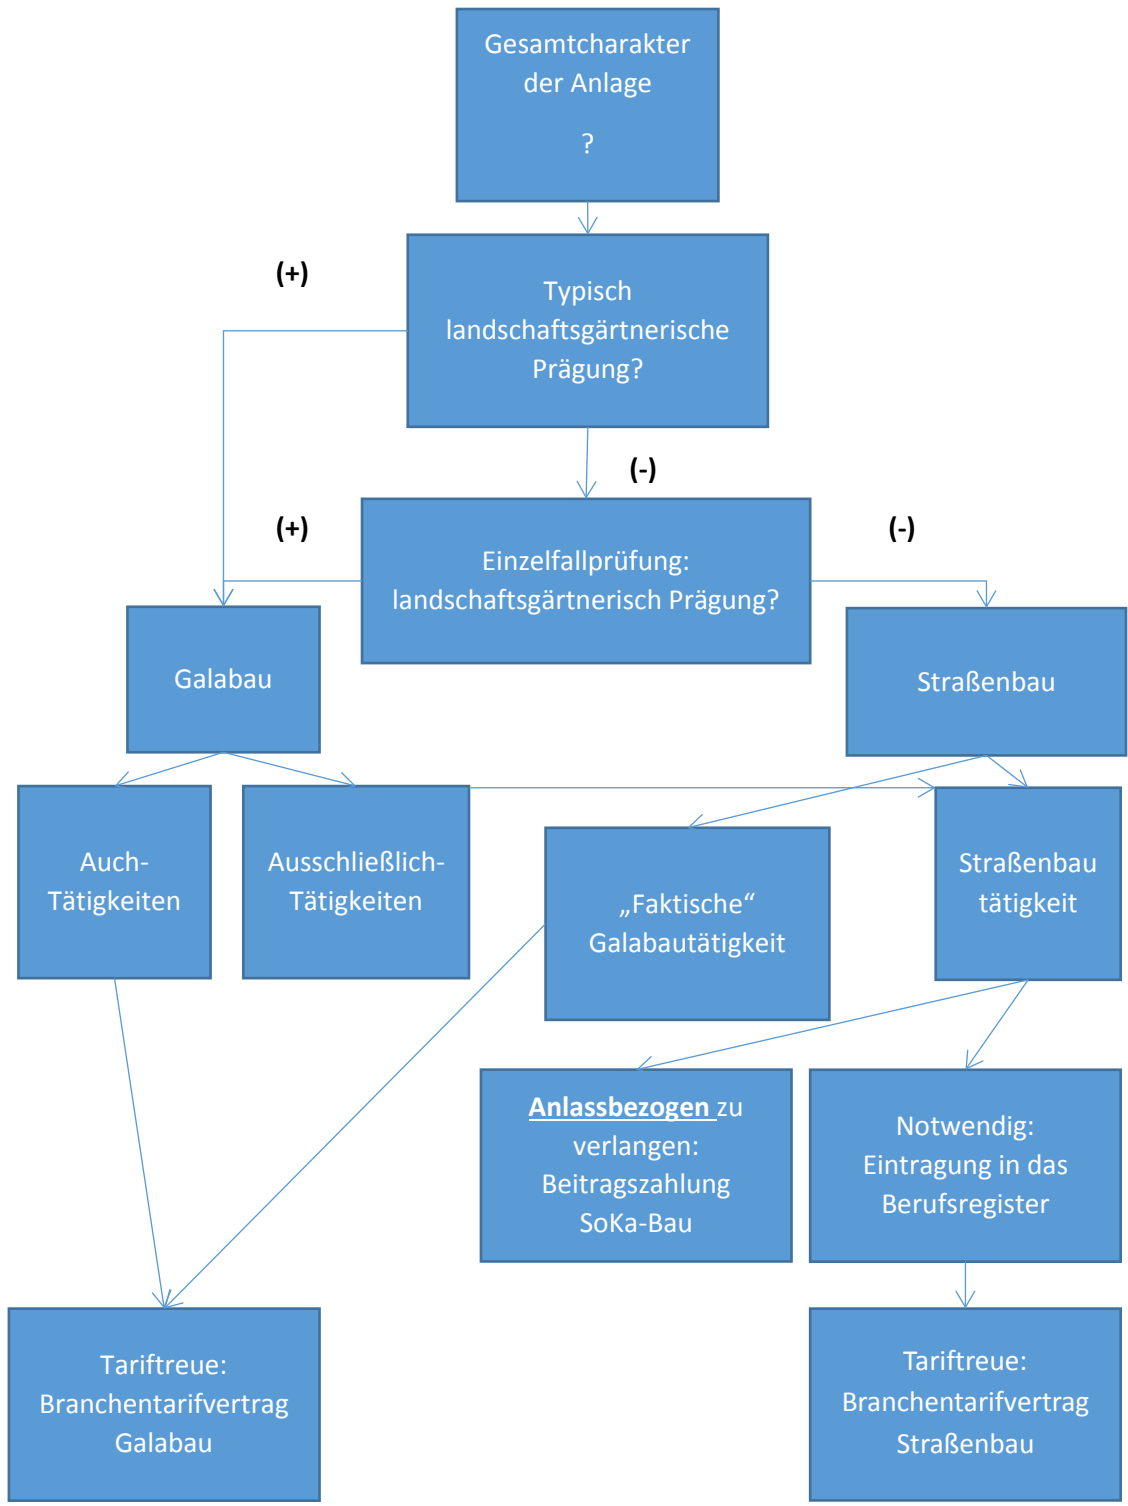 Gesamtcharakter
der Anlage
?
(+)
Typisch
landschaftsgärtnerische
Prägung?
(-)
(+)
(-)
Einzelfallprüfung:
landschaftsgärtnerisch Prägung?
Galabau
Straßenbau
Auch-
Tätigkeiten
Ausschließlich-
Tätigkeiten
„Faktische“
Galabautätigkeit
Straßenbau
tätigkeit
Anlassbezogen zu
verlangen:
Beitragszahlung
SoKa-Bau
Notwendig:
Eintragung in das
Berufsregister
Tariftreue:
Branchentarifvertrag
Galabau
Tariftreue:
Branchentarifvertrag
Straßenbau